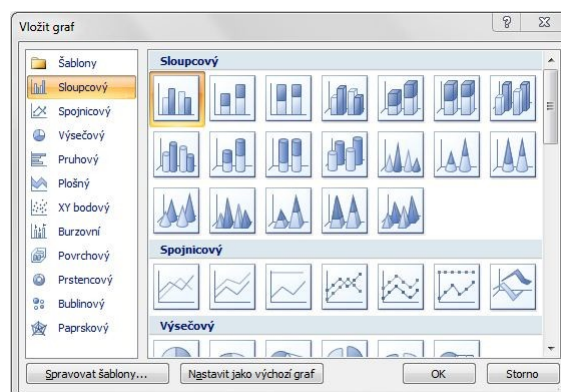 Vložit graf
Šablony
Sloupcový
Spojnicový
Výsečový
Pruhový
Plošný
XY bodový
Burzovní
Povrchový
Prstencový
Bublinový
Paprskový
Sloupcový
Spojnicový
Výsečový
Spravovat šablony...
Nastavit jako výchozí graf
OK
Storno